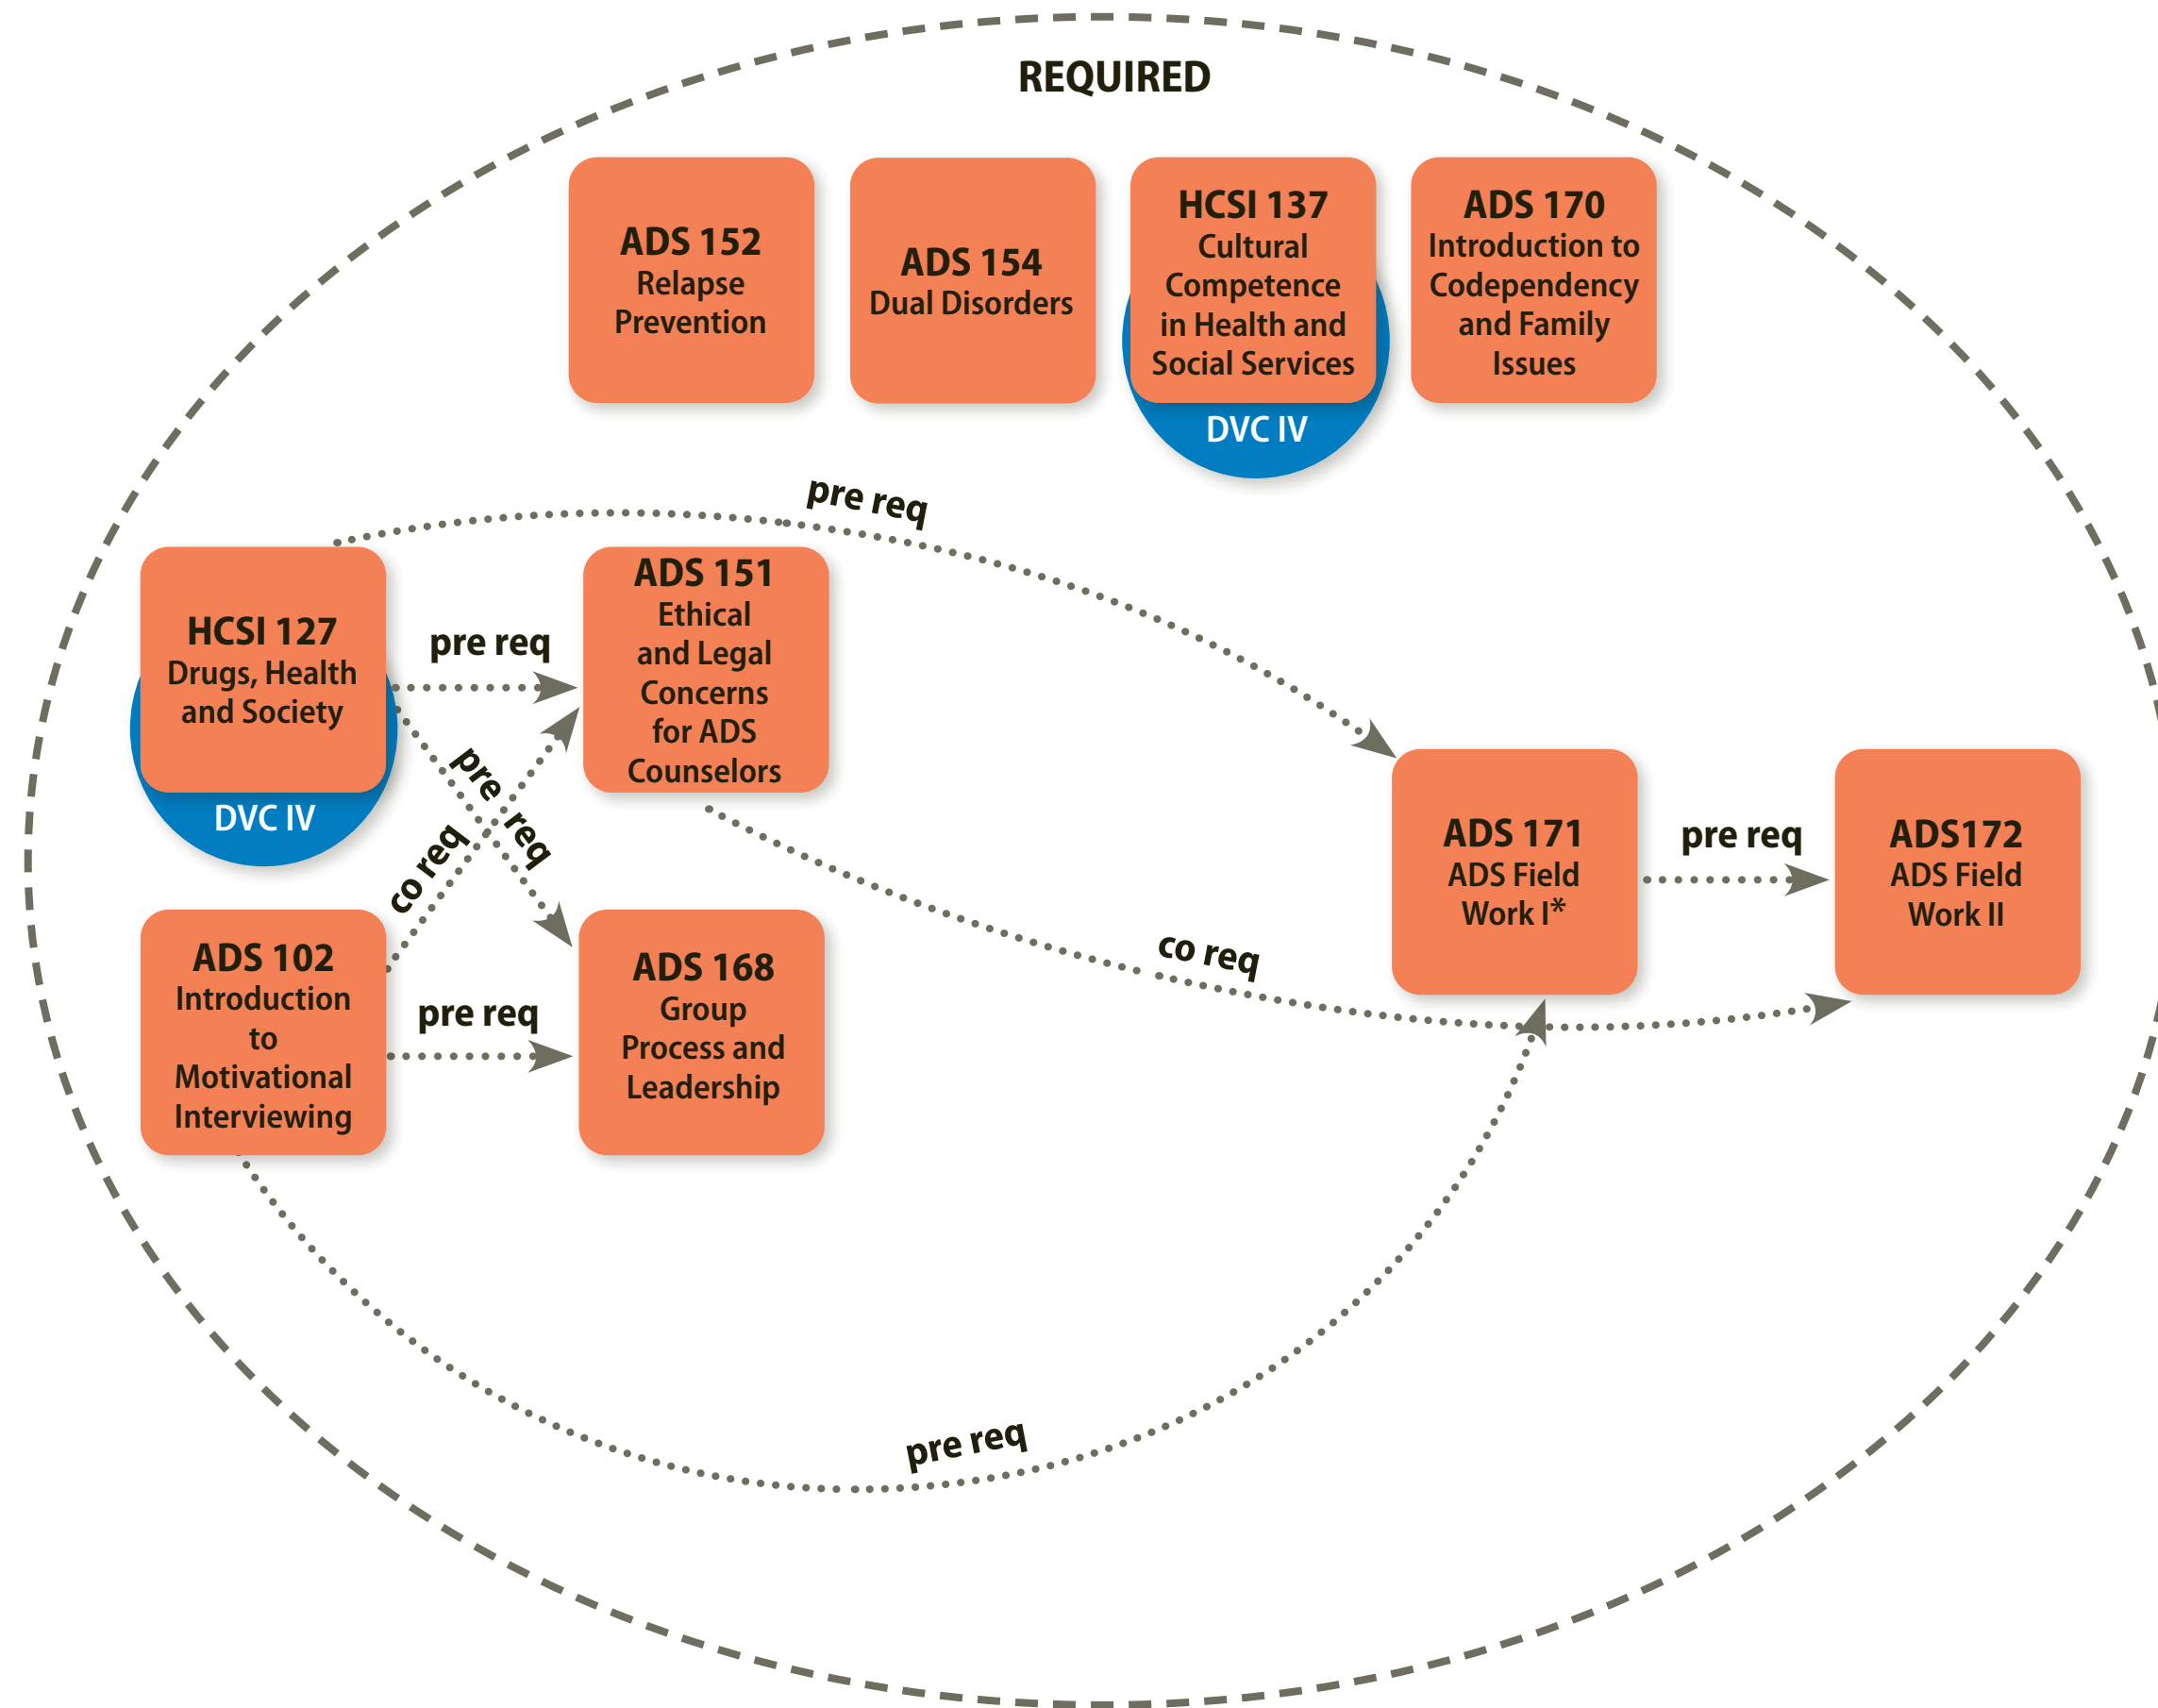 REQUIRED
ADS 152
Relapse
Prevention
ADS 154
Dual Disorders
HCSI 137
Cultural
Competence
in Health and
Social Services
DVC IV
ADS 170
Introduction to
Codependency
and Family
Issues
pre req
HCSI 127
Drugs, Health
and Society
DVC IV
pre req
ADS 151
Ethical
and Legal
Concerns
for ADS
Counselors
pre req
co req
ADS 102
Introduction
to
Motivational
Interviewing
pre req
ADS 168
Group
Process and
Leadership
co req
ADS 171
ADS Field
Work I*
pre req
ADS172
ADS Field
Work II
pre req